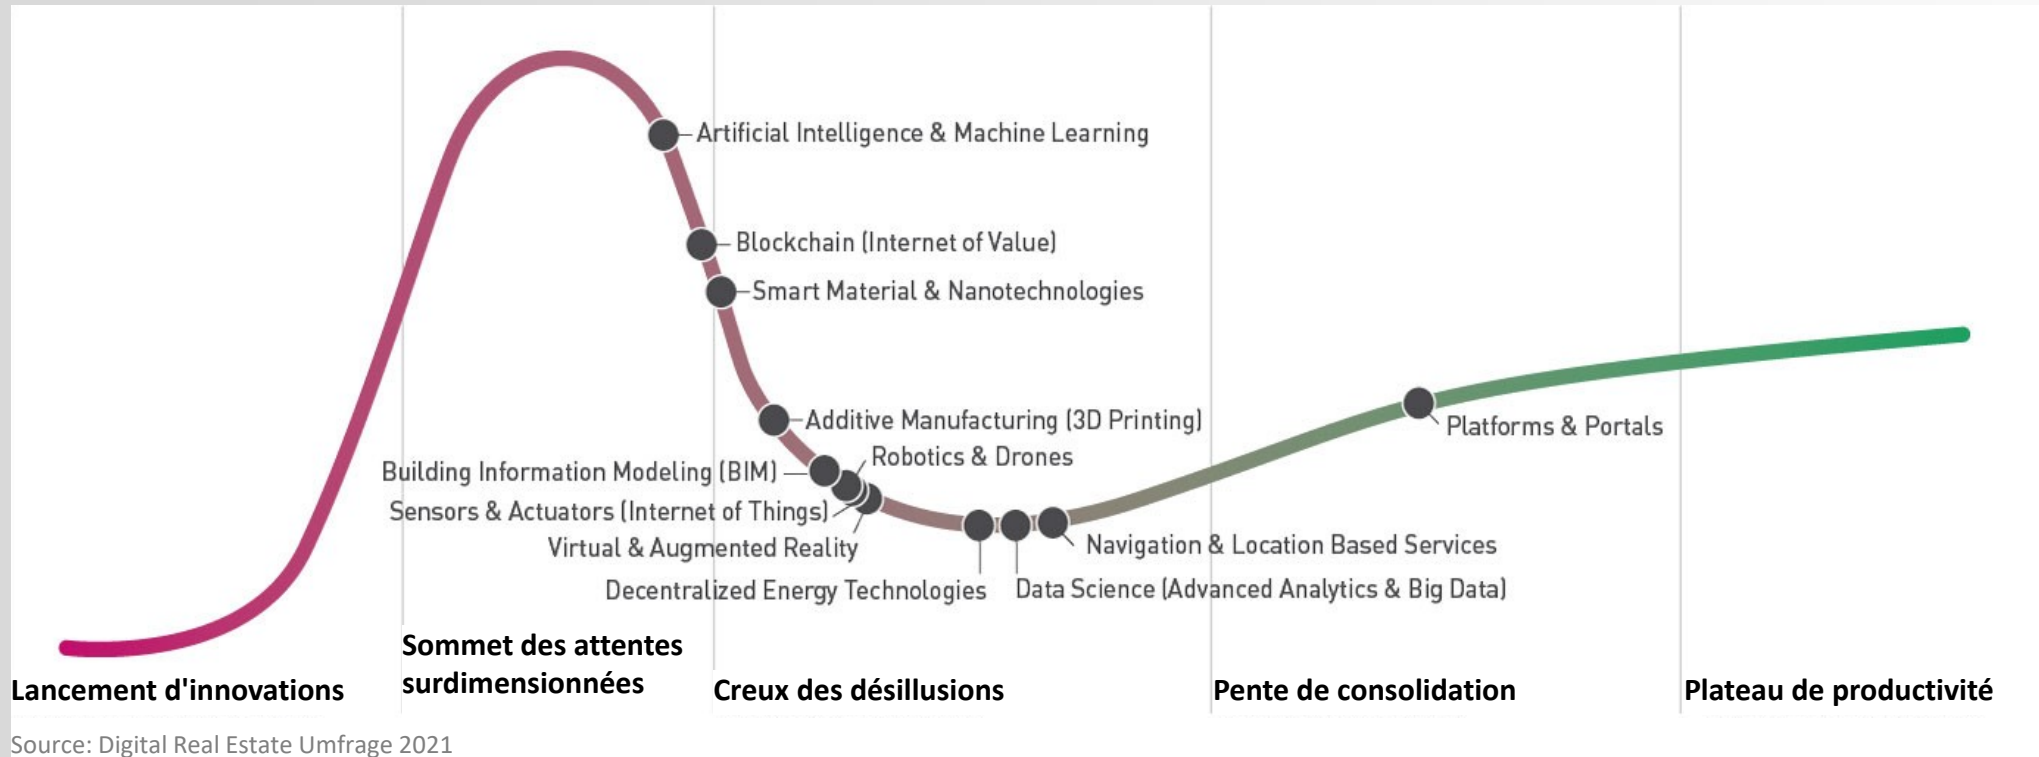 Artificial Intelligence & Machine Learning
Blockchain (Internet of Value)
Smart Material & Nanotechnologies
Additive Manufacturing (3D Printing)
Robotics & Drones
Building Information Modeling (BIM)
Sensors & Actuators (Internet of Things)
Virtual & Augmented Reality
Decentralized Energy Technologies
Data Science (Advanced Analytics & Big Data)
Navigation & Location Based Services
Platforms & Portals
Lancement d'innovations
Sommet des attentes
surdimensionnées
Creux des désillusions
Pente de consolidation
Plateau de productivité
Source: Digital Real Estate Umfrage 2021